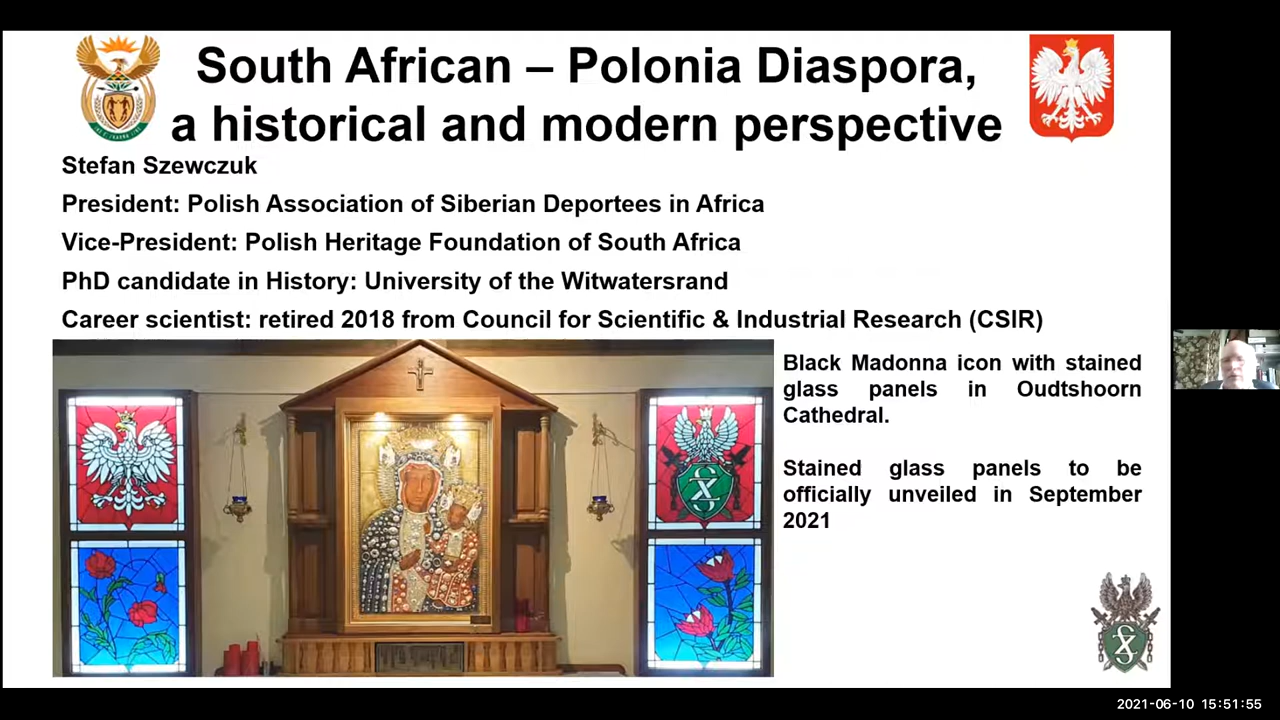 South African – Polonia Diaspora,
a historical and modern perspective
Stefan Szewczuk
President: Polish Association of Siberian Deportees in Africa
Vice-President: Polish Heritage Foundation of South Africa
PhD candidate in History: University of the Witwatersrand
Career scientist: retired 2018 from Council for Scientific & Industrial Research (CSIR)
Black Madonna icon with stained
glass panels in Oudtshoorn
Cathedral.
Stained glass panels to be
officially unveiled in September
2021
2021-06-10 15:51:55